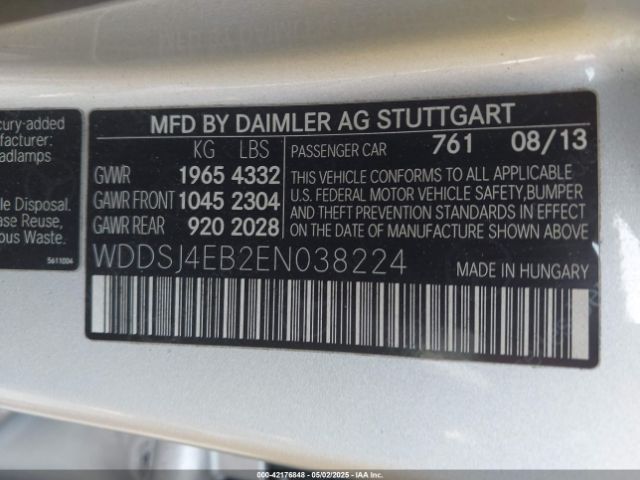 cury-added
facturer:
adlamps
e Disposal.
ase Reuse,
ous Waste.
5611004
MFD BY DAIMLER AG STUTTGART
KG LBS PASSENGER CAR 761 08/13
GVWR 1965 4332
GAWR FRONT 1045 2304
GAWR REAR 920 2028
THIS VEHICLE CONFORMS TO ALL APPLICABLE
U.S. FEDERAL MOTOR VEHICLE SAFETY,BUMPER
AND THEFT PREVENTION STANDARDS IN EFFECT
ON THE DATE OF MANUFACTURE SHOWN ABOVE
WDDSJ4EB2EN038224
MADE IN HUNGARY
000-42176848 - 05/02/2025 - IAAI.COM